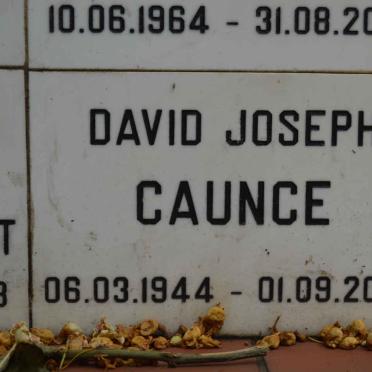 10.06.1964 - 31.08.20
DAVID JOSEPH
CAUNCE
06.03.1944 - 01.09.20